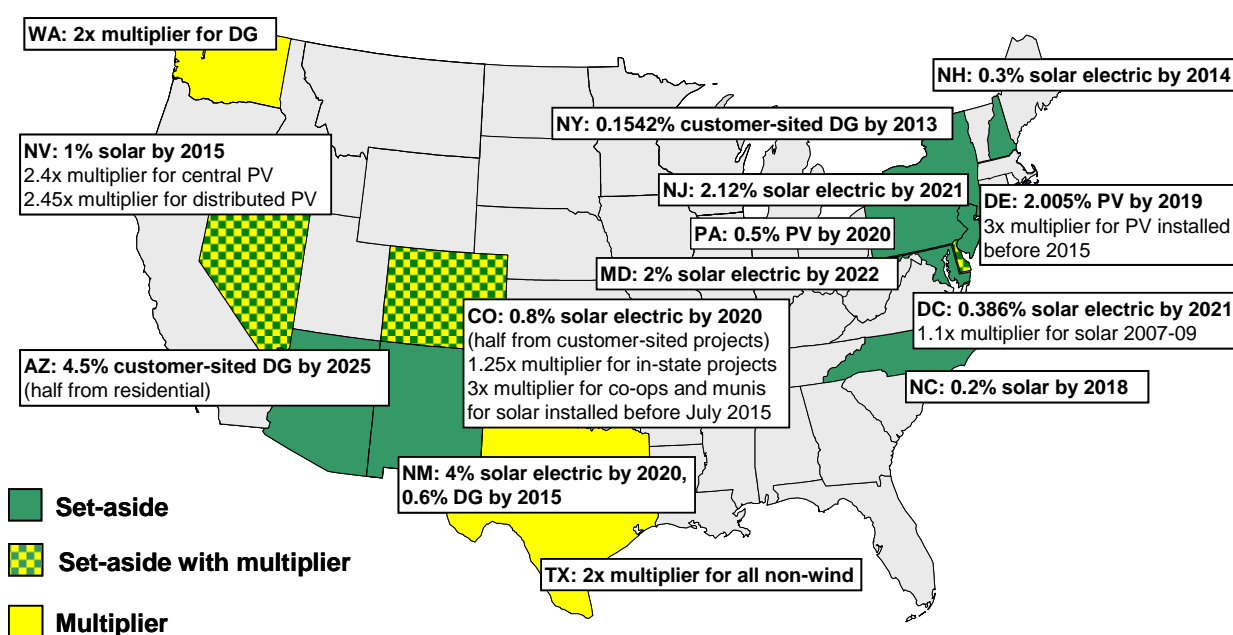 WA: 2x multiplier for DG
NH: 0.3% solar electric by 2014
NY: 0.1542% customer-sited DG by 2013
NV: 1% solar by 2015
2.4x multiplier for central PV
2.45x multiplier for distributed PV
NJ: 2.12% solar electric by 2021
DE: 2.005% PV by 2019
3x multiplier for PV installed
before 2015
PA: 0.5% PV by 2020
MD: 2% solar electric by 2022
CO: 0.8% solar electric by 2020
(half from customer-sited projects)
1.25x multiplier for in-state projects
3x multiplier for co-ops and munis
for solar installed before July 2015
DC: 0.386% solar electric by 2021
1.1x multiplier for solar 2007-09
AZ: 4.5% customer-sited DG by 2025
(half from residential)
NC: 0.2% solar by 2018
NM: 4% solar electric by 2020,
0.6% DG by 2015
Set-aside
Set-aside with multiplier
TX: 2x multiplier for all non-wind
Multiplier